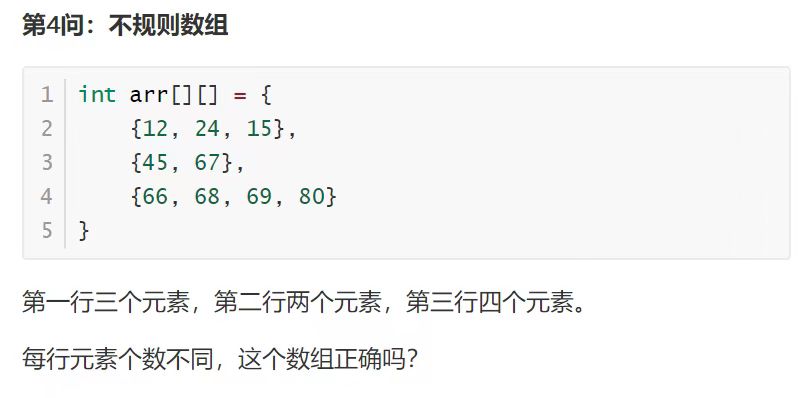 第4问：不规则数组
1 int arr[][] = {
2     {12, 24, 15},
3     {45, 67},
4     {66, 68, 69, 80}
5 }
第一行三个元素，第二行两个元素，第三行四个元素。
每行元素个数不同，这个数组正确吗？